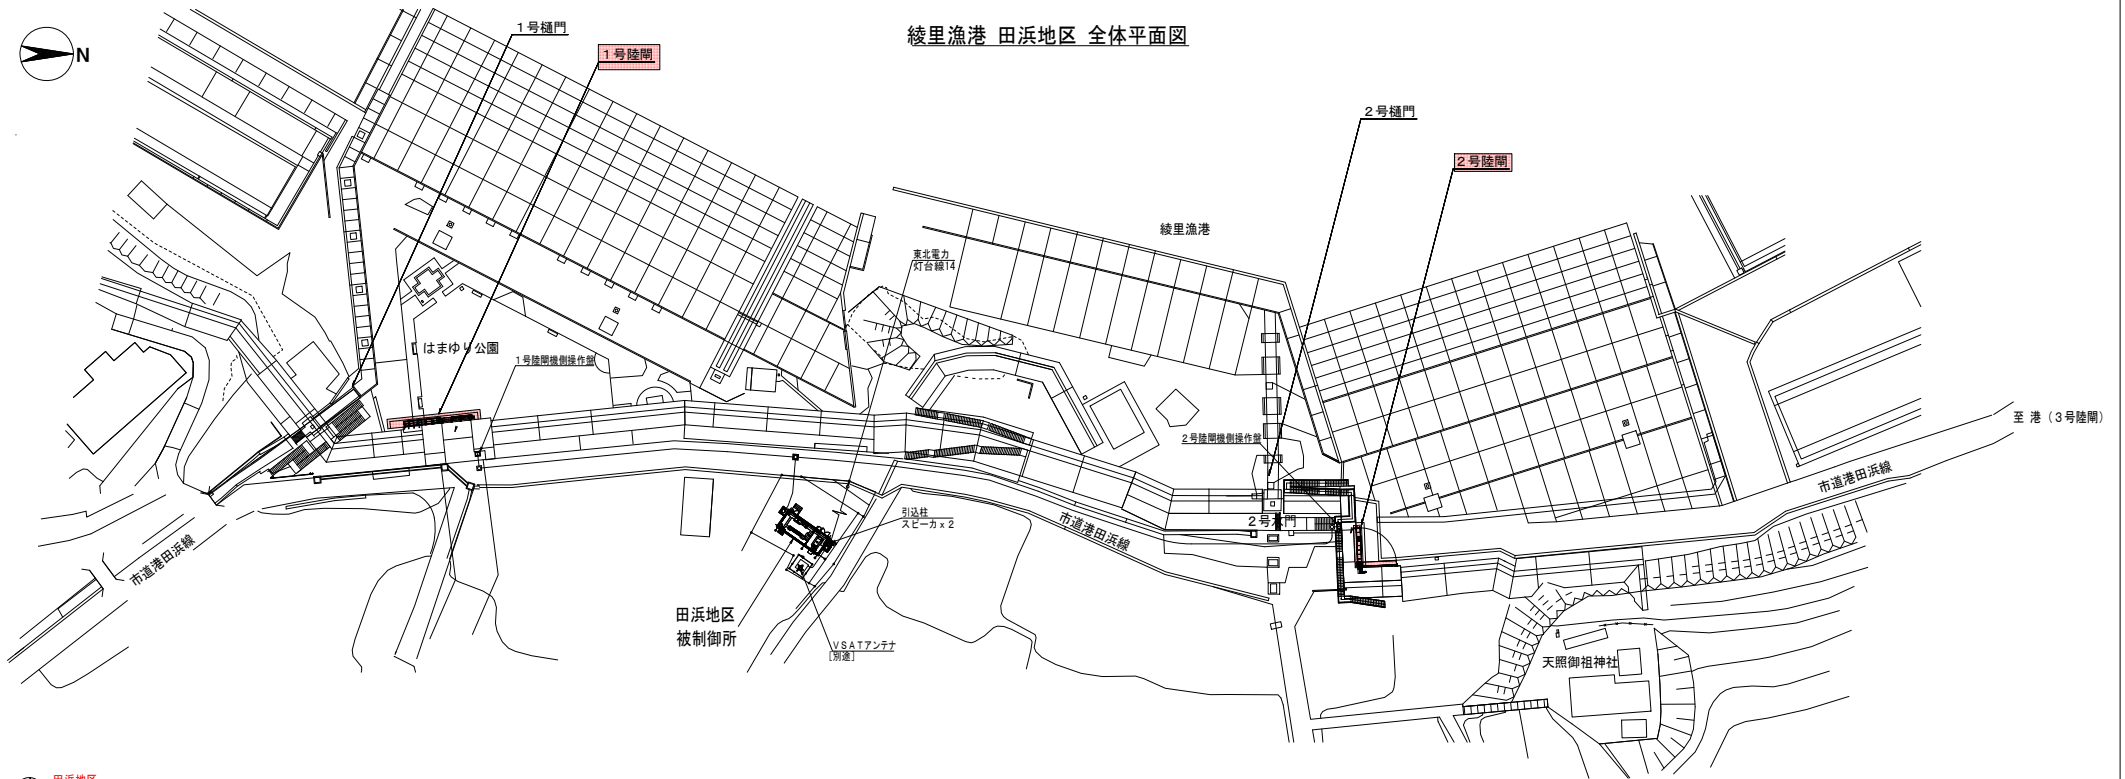 綾里漁港 田浜地区 全体平面図
N
１号樋門
１号陸閘
２号樋門
２号陸閘
綾里漁港
東北電力
灯台線14
はまゆり公園
１号陸閘機側操作盤
２号陸閘機側操作盤
至 港（３号陸閘）
市道港田浜線
引込柱
スピーカｘ２
市道港田浜線
２号水門
市道港田浜線
田浜地区
被制御所
ＶＳＡＴアンテナ
[別途]
天照御祖神社
田浜地区